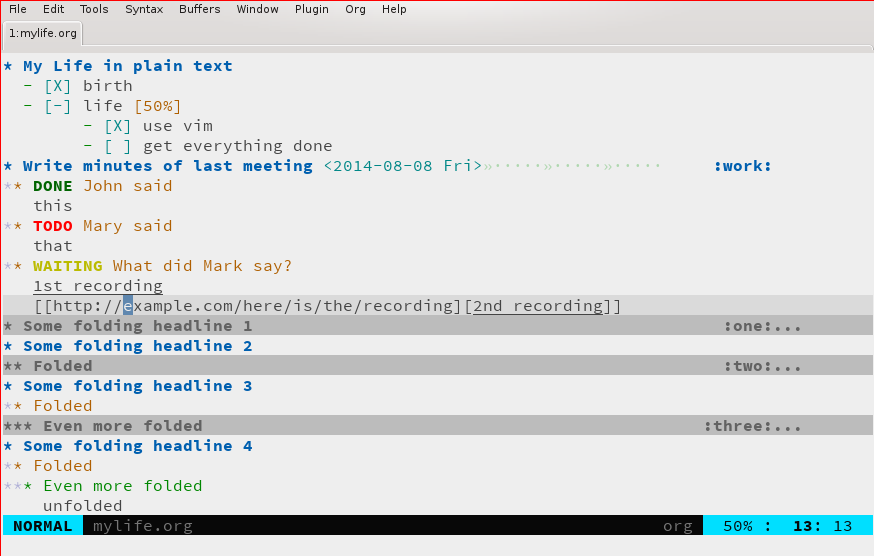 File Edit Tools Syntax Buffers Window Plugin Org Help
1:mylife.org
* My Life in plain text
- [X] birth
- [-] life [50%]
- [X] use vim
- [ ] get everything done
* Write minutes of last meeting <2014-08-08 Fri>»·····»·····»····· :work:
** DONE John said
this
** TODO Mary said
that
** WAITING What did Mark say?
1st recording
[[http://example.com/here/is/the/recording][2nd recording]]
* Some folding headline 1 :one:...
* Some folding headline 2
** Folded :two:...
* Some folding headline 3
** Folded
*** Even more folded :three:...
* Some folding headline 4
** Folded
*** Even more folded
unfolded
NORMAL mylife.org org 50% : 13: 13